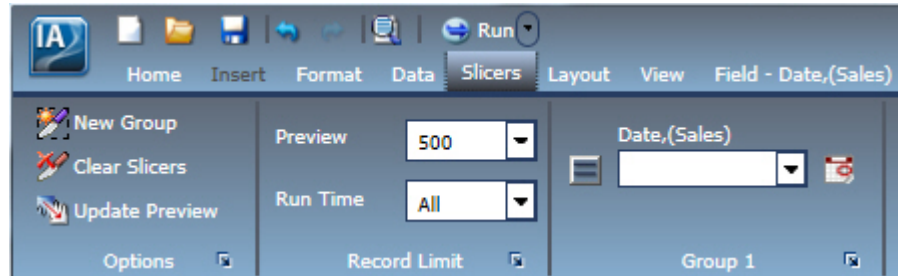 IA
Run
Home Insert Format Data Slicers Layout View Field - Date,(Sales)
New Group
Clear Slicers
Update Preview
Options
Preview 500
Run Time All
Record Limit
Date,(Sales)
Group 1